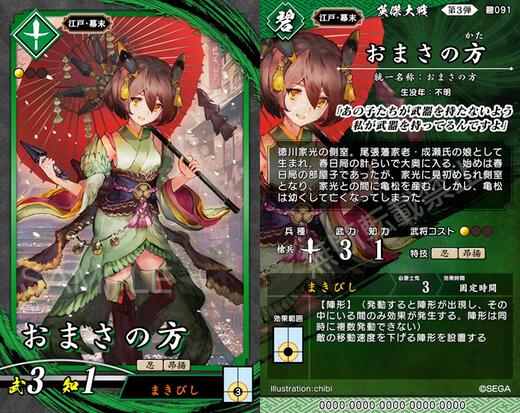 江戸・幕末
おまさの方
忍 昂揚
武3 知1
まきびし
3
碧
江戸・幕末
英傑大戦
第3弾
碧091
おまさの方
かた
統一名称：おまさの方
生没年：不明
「あの子たちが武器を持たないよう
私が武器を持ってるんですよ」
徳川家光の側室。尾張藩家老・成瀬氏の娘として
生まれ、春日局の計らいで大奥に入る。始めは春
日局の部屋子であったが、家光に見初められ側室
となり、家光との間に亀松を産む。しかし、亀松
は幼くして亡くなってしまった。
兵種 武力 知力 武将コスト
槍兵 3 1 特技 忍 昂揚
まきびし
必要士気 3
効果時間 固定時間
効果範囲
【陣形】（発動すると陣形が出現し、その
中にいる間のみ効果が発生する。陣形は同
時に複数発動できない）
敵の移動速度を下げる陣形を設置する
Illustration:chibi
©SEGA
0000-0000-0000-0000-0000
SAMPLE